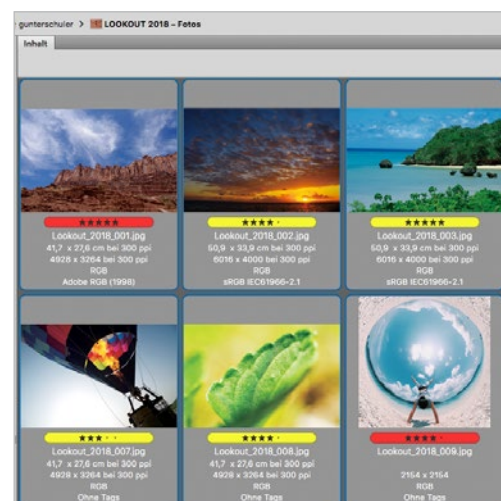 gunterschuler > LOOKOUT 2018 – Fotos
Inhalt
★★★★★
Lookout_2018_001.jpg
41,7 x 27,6 cm bei 300 ppi
4928 x 3264 bei 300 ppi
RGB
Adobe RGB (1998)
★★★★·
Lookout_2018_002.jpg
50,9 x 33,9 cm bei 300 ppi
6016 x 4000 bei 300 ppi
RGB
sRGB IEC61966-2.1
★★★★★
Lookout_2018_003.jpg
50,9 x 33,9 cm bei 300 ppi
6016 x 4000 bei 300 ppi
RGB
sRGB IEC61966-2.1
★★★··
Lookout_2018_007.jpg
41,7 x 27,6 cm bei 300 ppi
4928 x 3264 bei 300 ppi
RGB
Ohne Tags
★★★★·
Lookout_2018_008.jpg
41,7 x 27,6 cm bei 300 ppi
4928 x 3264 bei 300 ppi
RGB
Ohne Tags
★★★★·
Lookout_2018_009.jpg
2154 x 2154
RGB
Ohne Tags